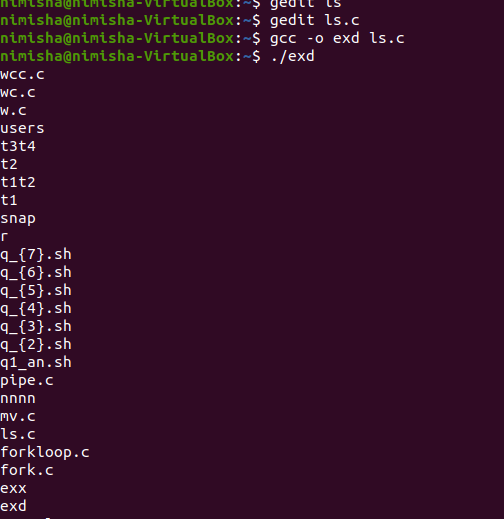 nimisha@nimisha-VirtualBox:~$ gedit ls
nimisha@nimisha-VirtualBox:~$ gedit ls.c
nimisha@nimisha-VirtualBox:~$ gcc -o exd ls.c
nimisha@nimisha-VirtualBox:~$ ./exd
wcc.c
wc.c
w.c
users
t3t4
t2
t1t2
t1
snap
r
q_{7}.sh
q_{6}.sh
q_{5}.sh
q_{4}.sh
q_{3}.sh
q_{2}.sh
q1_an.sh
pipe.c
nnnn
mv.c
ls.c
forkloop.c
fork.c
exx
exd